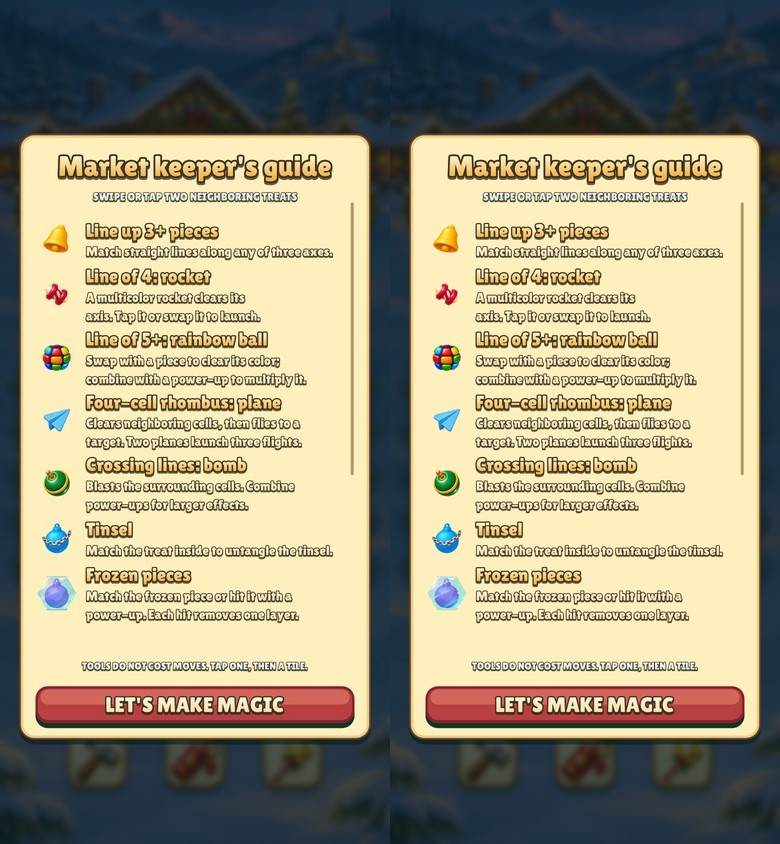 Market keeper's guide
SWIPE OR TAP TWO NEIGHBORING TREATS
Line up 3+ pieces
Match straight lines along any of three axes.
Line of 4: rocket
A multicolor rocket clears its
axis. Tap it or swap it to launch.
Line of 5+: rainbow ball
Swap with a piece to clear its color;
combine with a power-up to multiply it.
Four-cell rhombus: plane
Clears neighboring cells, then flies to a
target. Two planes launch three flights.
Crossing lines: bomb
Blasts the surrounding cells. Combine
power-ups for larger effects.
Tinsel
Match the treat inside to untangle the tinsel.
Frozen pieces
Match the frozen piece or hit it with a
power-up. Each hit removes one layer.
TOOLS DO NOT COST MOVES. TAP ONE, THEN A TILE.
LET'S MAKE MAGIC
Market keeper's guide
SWIPE OR TAP TWO NEIGHBORING TREATS
Line up 3+ pieces
Match straight lines along any of three axes.
Line of 4: rocket
A multicolor rocket clears its
axis. Tap it or swap it to launch.
Line of 5+: rainbow ball
Swap with a piece to clear its color;
combine with a power-up to multiply it.
Four-cell rhombus: plane
Clears neighboring cells, then flies to a
target. Two planes launch three flights.
Crossing lines: bomb
Blasts the surrounding cells. Combine
power-ups for larger effects.
Tinsel
Match the treat inside to untangle the tinsel.
Frozen pieces
Match the frozen piece or hit it with a
power-up. Each hit removes one layer.
TOOLS DO NOT COST MOVES. TAP ONE, THEN A TILE.
LET'S MAKE MAGIC